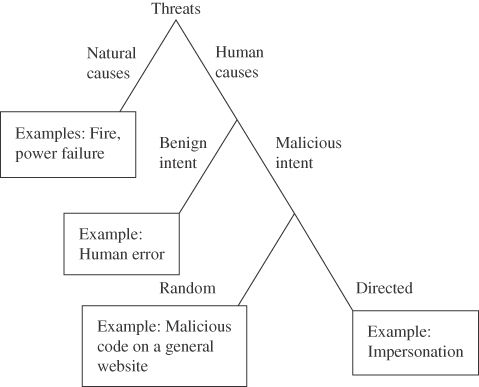 Threats
Natural
causes
Human
causes
Examples: Fire,
power failure
Benign
intent
Malicious
intent
Example:
Human error
Random
Directed
Example: Malicious
code on a general
website
Example:
Impersonation